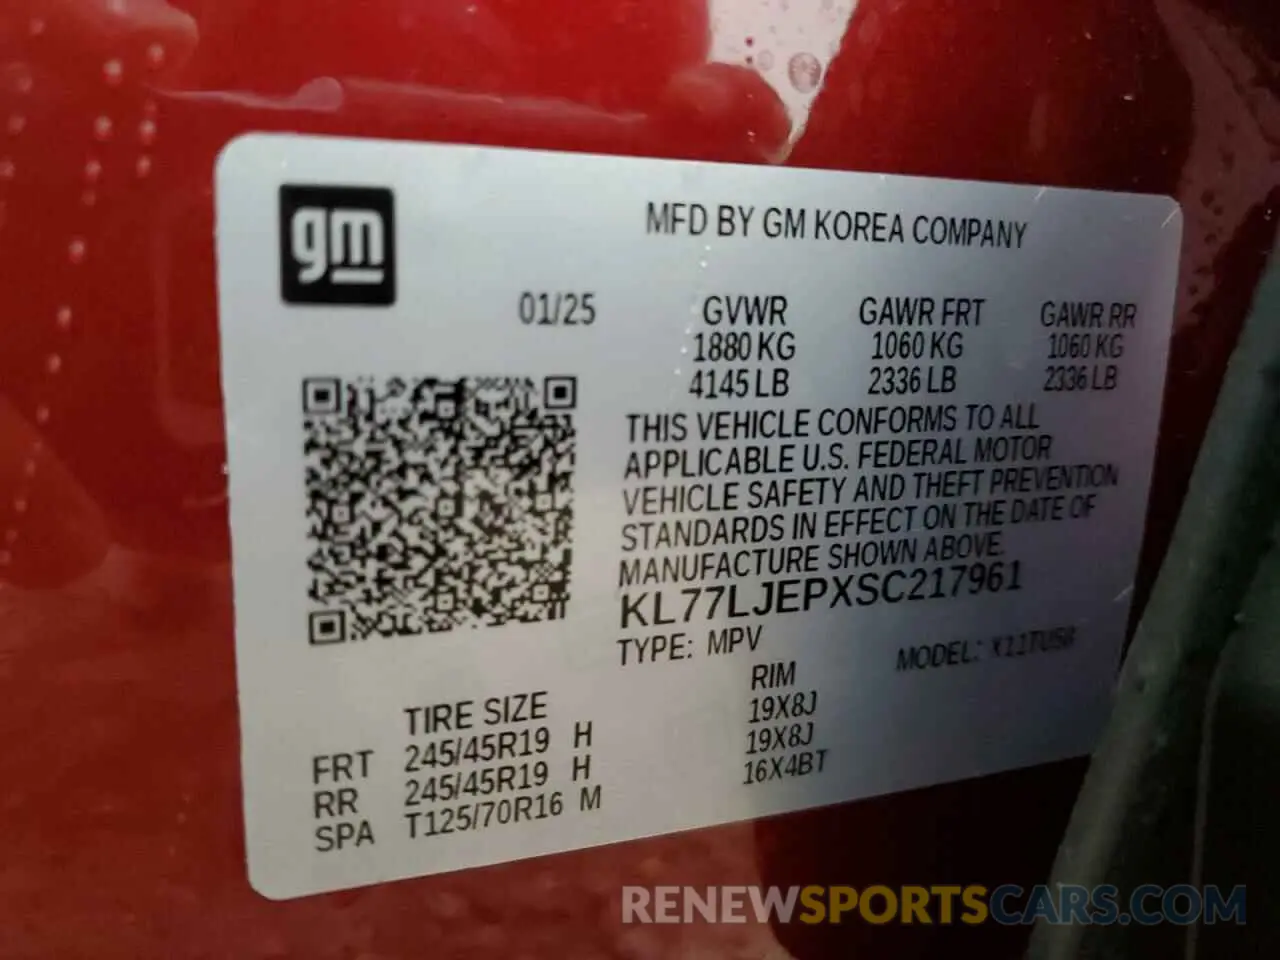 gm
MFD BY GM KOREA COMPANY
01/25
GVWR GAWR FRT GAWR RR
1880 KG 1060 KG 1060 KG
4145 LB 2336 LB 2336 LB
THIS VEHICLE CONFORMS TO ALL
APPLICABLE U.S. FEDERAL MOTOR
VEHICLE SAFETY AND THEFT PREVENTION
STANDARDS IN EFFECT ON THE DATE OF
MANUFACTURE SHOWN ABOVE.
KL77LJEPXSC217961
TYPE: MPV MODEL:
TIRE SIZE RIM
FRT 245/45R19 H 19X8J
RR 245/45R19 H 19X8J
SPA T125/70R16 M 16X4BT
RENEWSPORTSCARS.COM